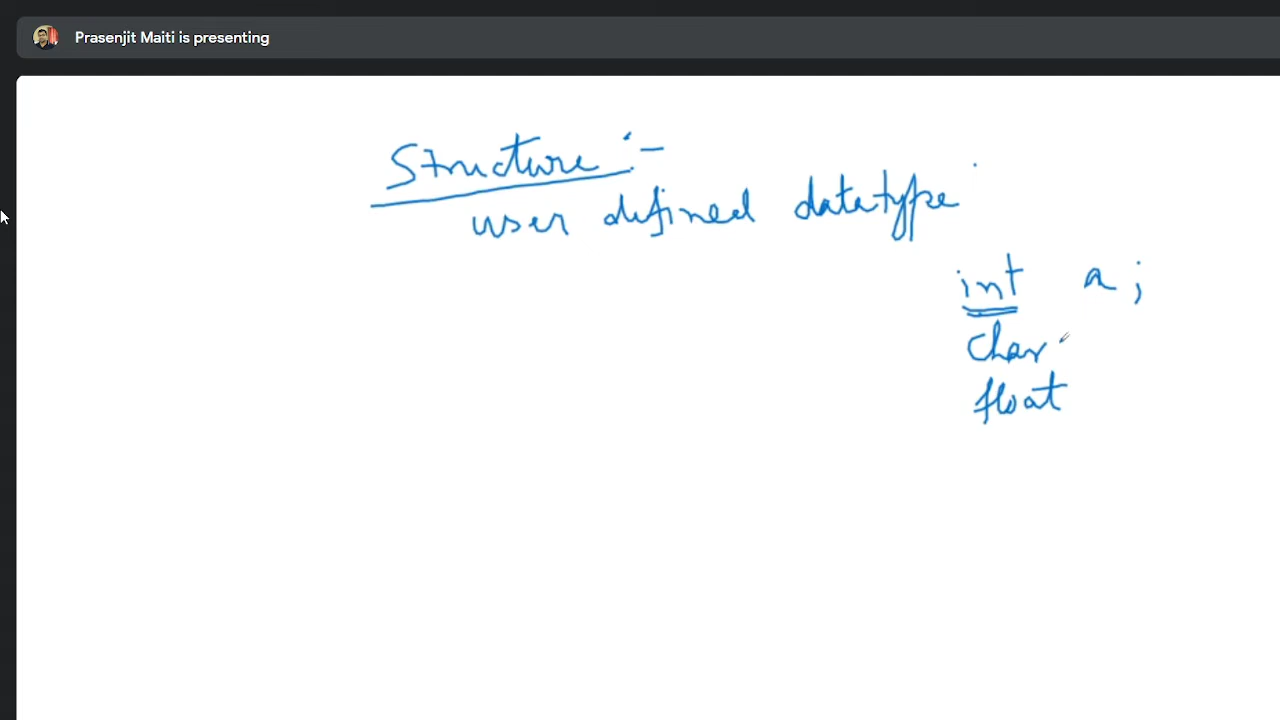 Prasenjit Maiti is presenting
Structure :-
user defined datatype
int a ;
char
float